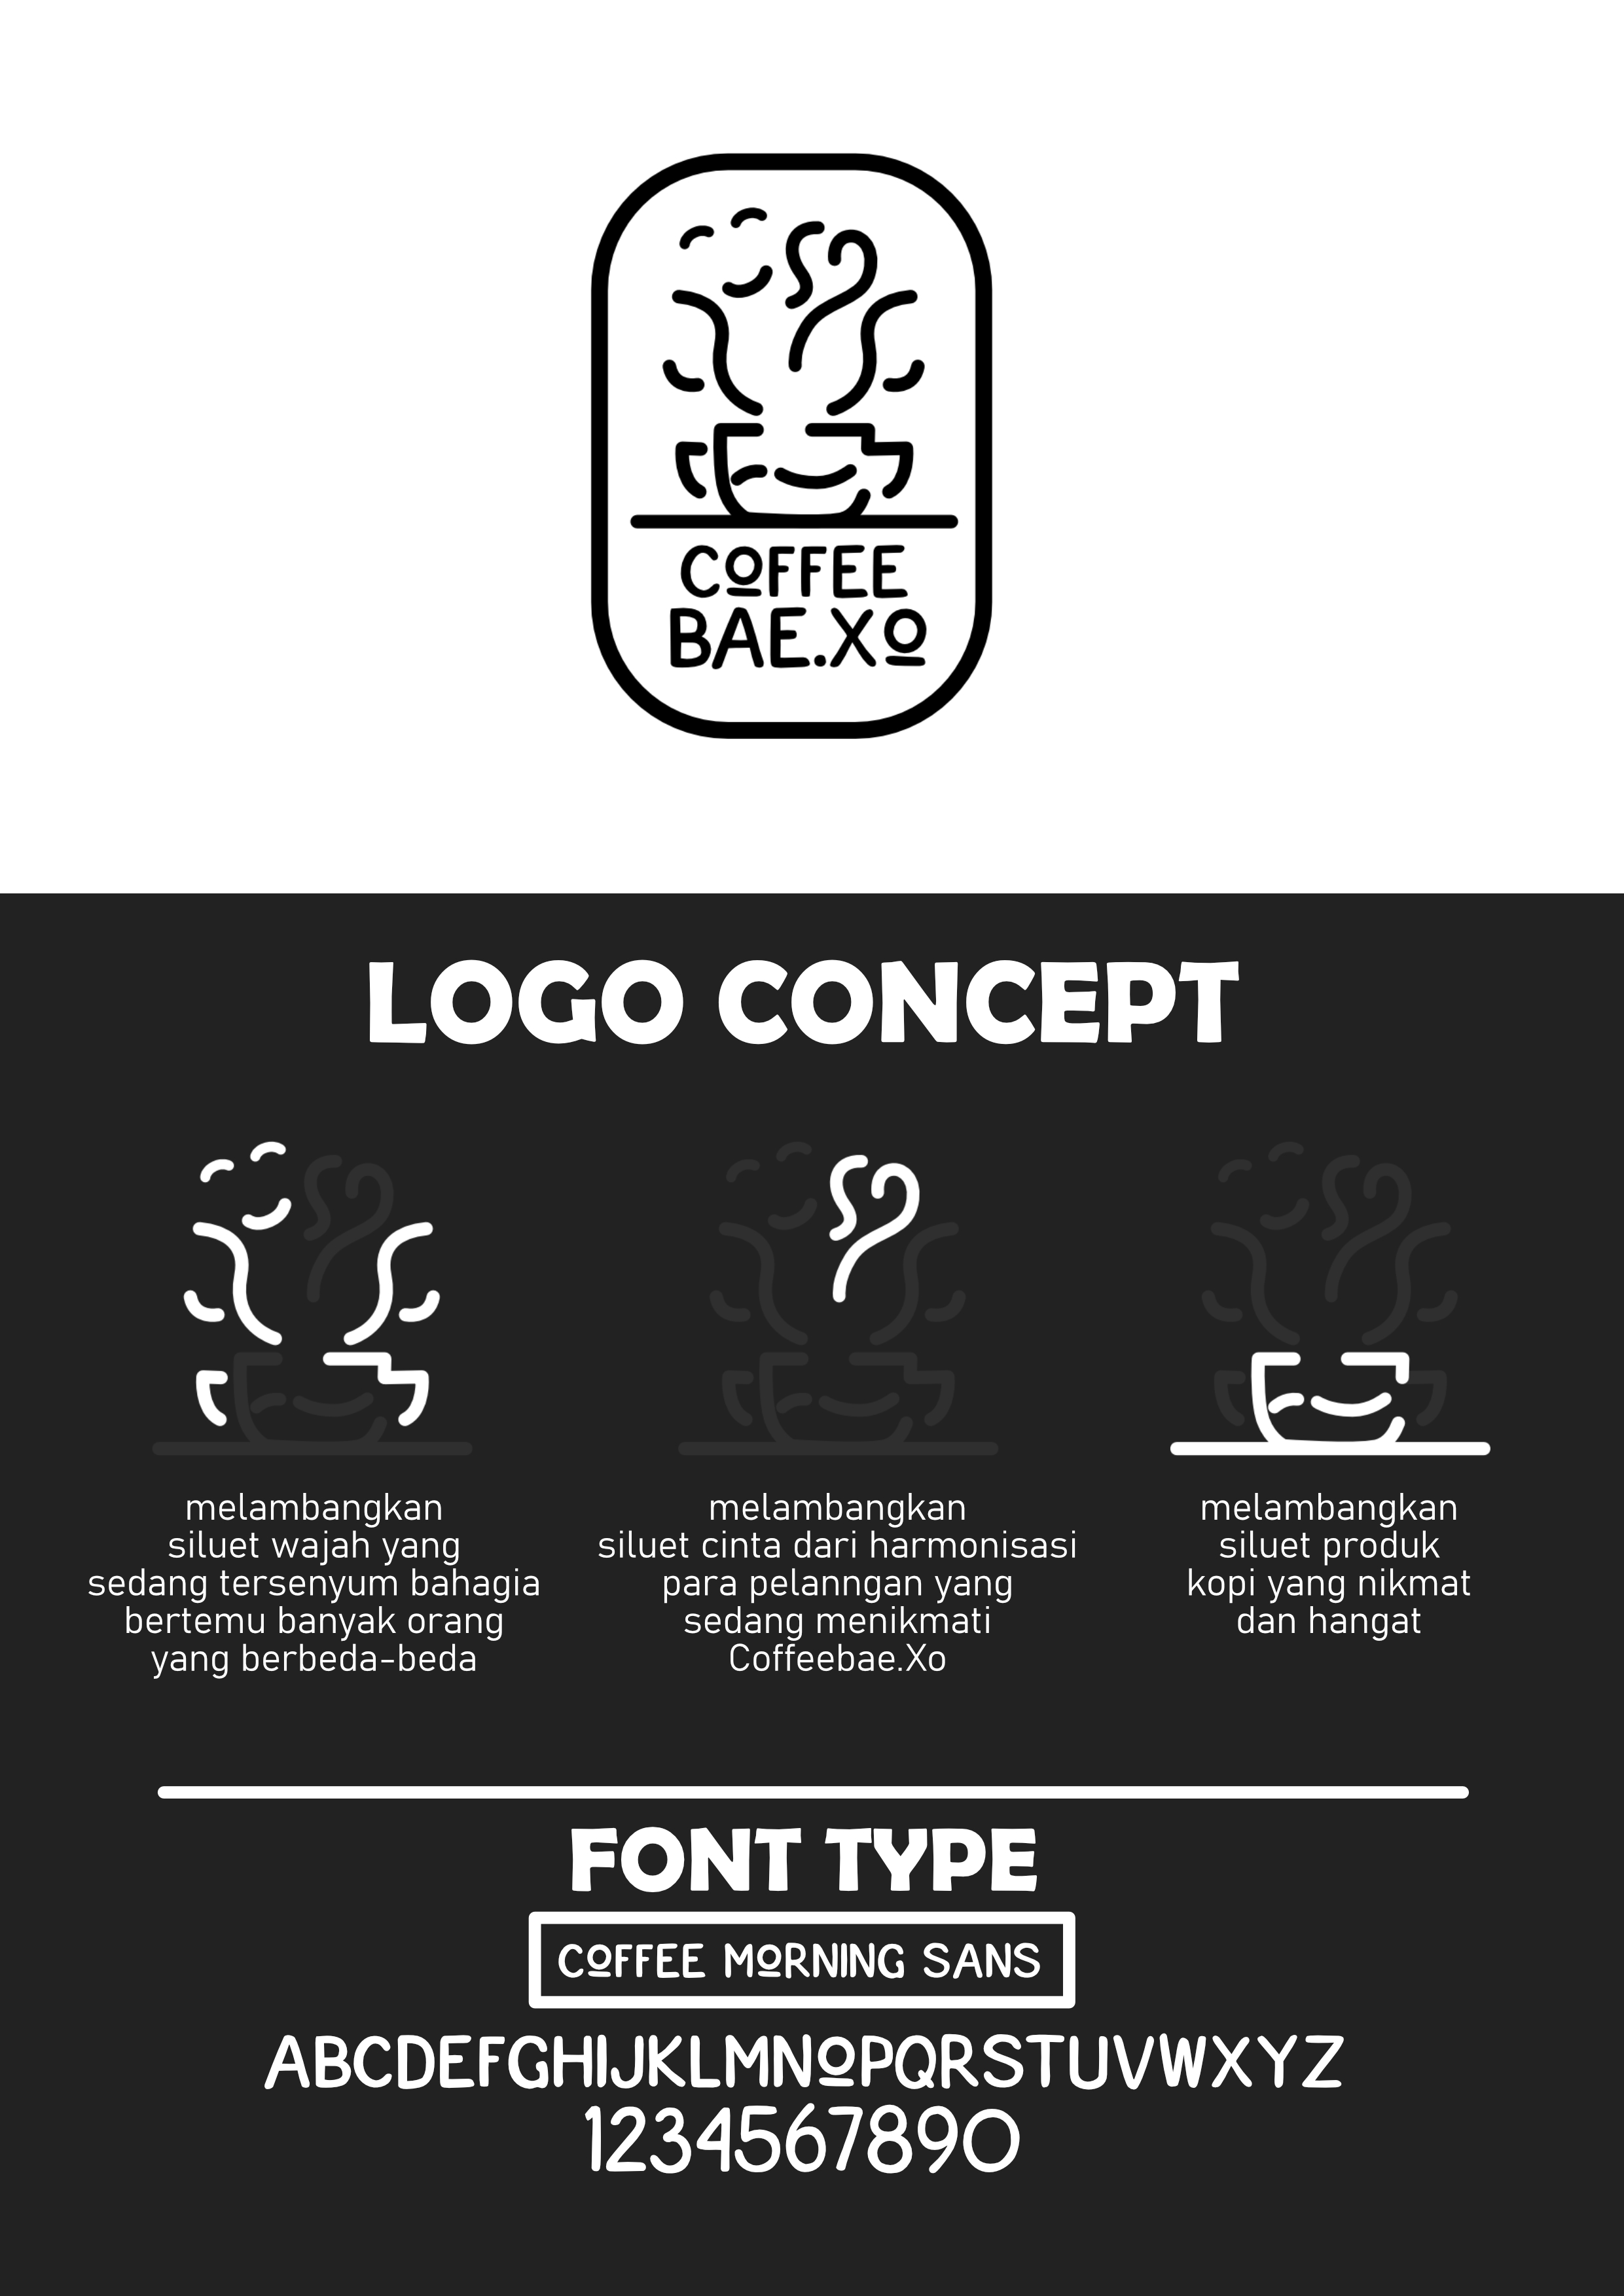 COFFEE
BAE.XO
LOGO CONCEPT
melambangkan
siluet wajah yang
sedang tersenyum bahagia
bertemu banyak orang
yang berbeda-beda
melambangkan
siluet cinta dari harmonisasi
para pelanngan yang
sedang menikmati
Coffeebae.Xo
melambangkan
siluet produk
kopi yang nikmat
dan hangat
FONT TYPE
COFFEE MORNING SANS
ABCDEFGHIJKLMNOPQRSTUVWXYZ
1234567890